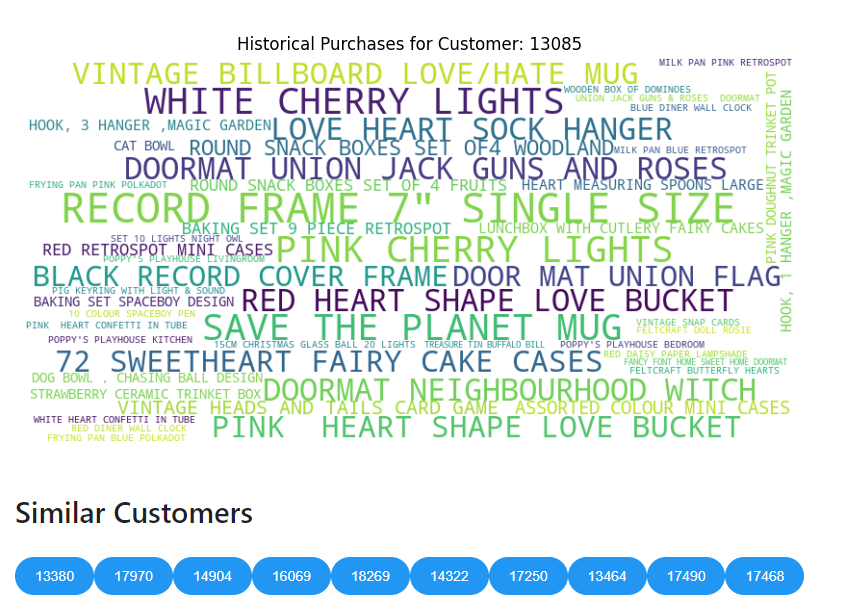 Historical Purchases for Customer: 13085
VINTAGE BILLBOARD LOVE/HATE MUG
MILK PAN PINK RETROSPOT
WHITE CHERRY LIGHTS
WOODEN BOX OF DOMINOES
UNION JACK GUNS & ROSES  DOORMAT
BLUE DINER WALL CLOCK
HOOK, 3 HANGER ,MAGIC GARDEN
LOVE HEART SOCK HANGER
CAT BOWL
ROUND SNACK BOXES SET OF4 WOODLAND
MILK PAN BLUE RETROSPOT
DOORMAT UNION JACK GUNS AND ROSES
PINK DOUGHNUT TRINKET POT
HOOK, 1 HANGER ,MAGIC GARDEN
FRYING PAN PINK POLKADOT
ROUND SNACK BOXES SET OF 4 FRUITS
HEART MEASURING SPOONS LARGE
RECORD FRAME 7" SINGLE SIZE
BAKING SET 9 PIECE RETROSPOT
LUNCHBOX WITH CUTLERY FAIRY CAKES
SET 10 LIGHTS NIGHT OWL
RED RETROSPOT MINI CASES
PINK CHERRY LIGHTS
POPPY'S PLAYHOUSE LIVINGROOM
BLACK RECORD COVER FRAME
DOOR MAT UNION FLAG
PIG KEYRING WITH LIGHT & SOUND
BAKING SET SPACEBOY DESIGN
RED HEART SHAPE LOVE BUCKET
10 COLOUR SPACEBOY PEN
PINK  HEART CONFETTI IN TUBE
SAVE THE PLANET MUG
VINTAGE SNAP CARDS
FELTCRAFT DOLL ROSIE
POPPY'S PLAYHOUSE KITCHEN
15CM CHRISTMAS GLASS BALL 20 LIGHTS
TREASURE TIN BUFFALO BILL
POPPY'S PLAYHOUSE BEDROOM
72 SWEETHEART FAIRY CAKE CASES
RED DAISY PAPER LAMPSHADE
FANCY FONT HOME SWEET HOME DOORMAT
FELTCRAFT BUTTERFLY HEARTS
DOG BOWL , CHASING BALL DESIGN
DOORMAT NEIGHBOURHOOD WITCH
STRAWBERRY CERAMIC TRINKET BOX
VINTAGE HEADS AND TAILS CARD GAME
ASSORTED COLOUR MINI CASES
WHITE HEART CONFETTI IN TUBE
PINK  HEART SHAPE LOVE BUCKET
RED DINER WALL CLOCK
FRYING PAN BLUE POLKADOT
Similar Customers
13380 17970 14904 16069 18269 14322 17250 13464 17490 17468